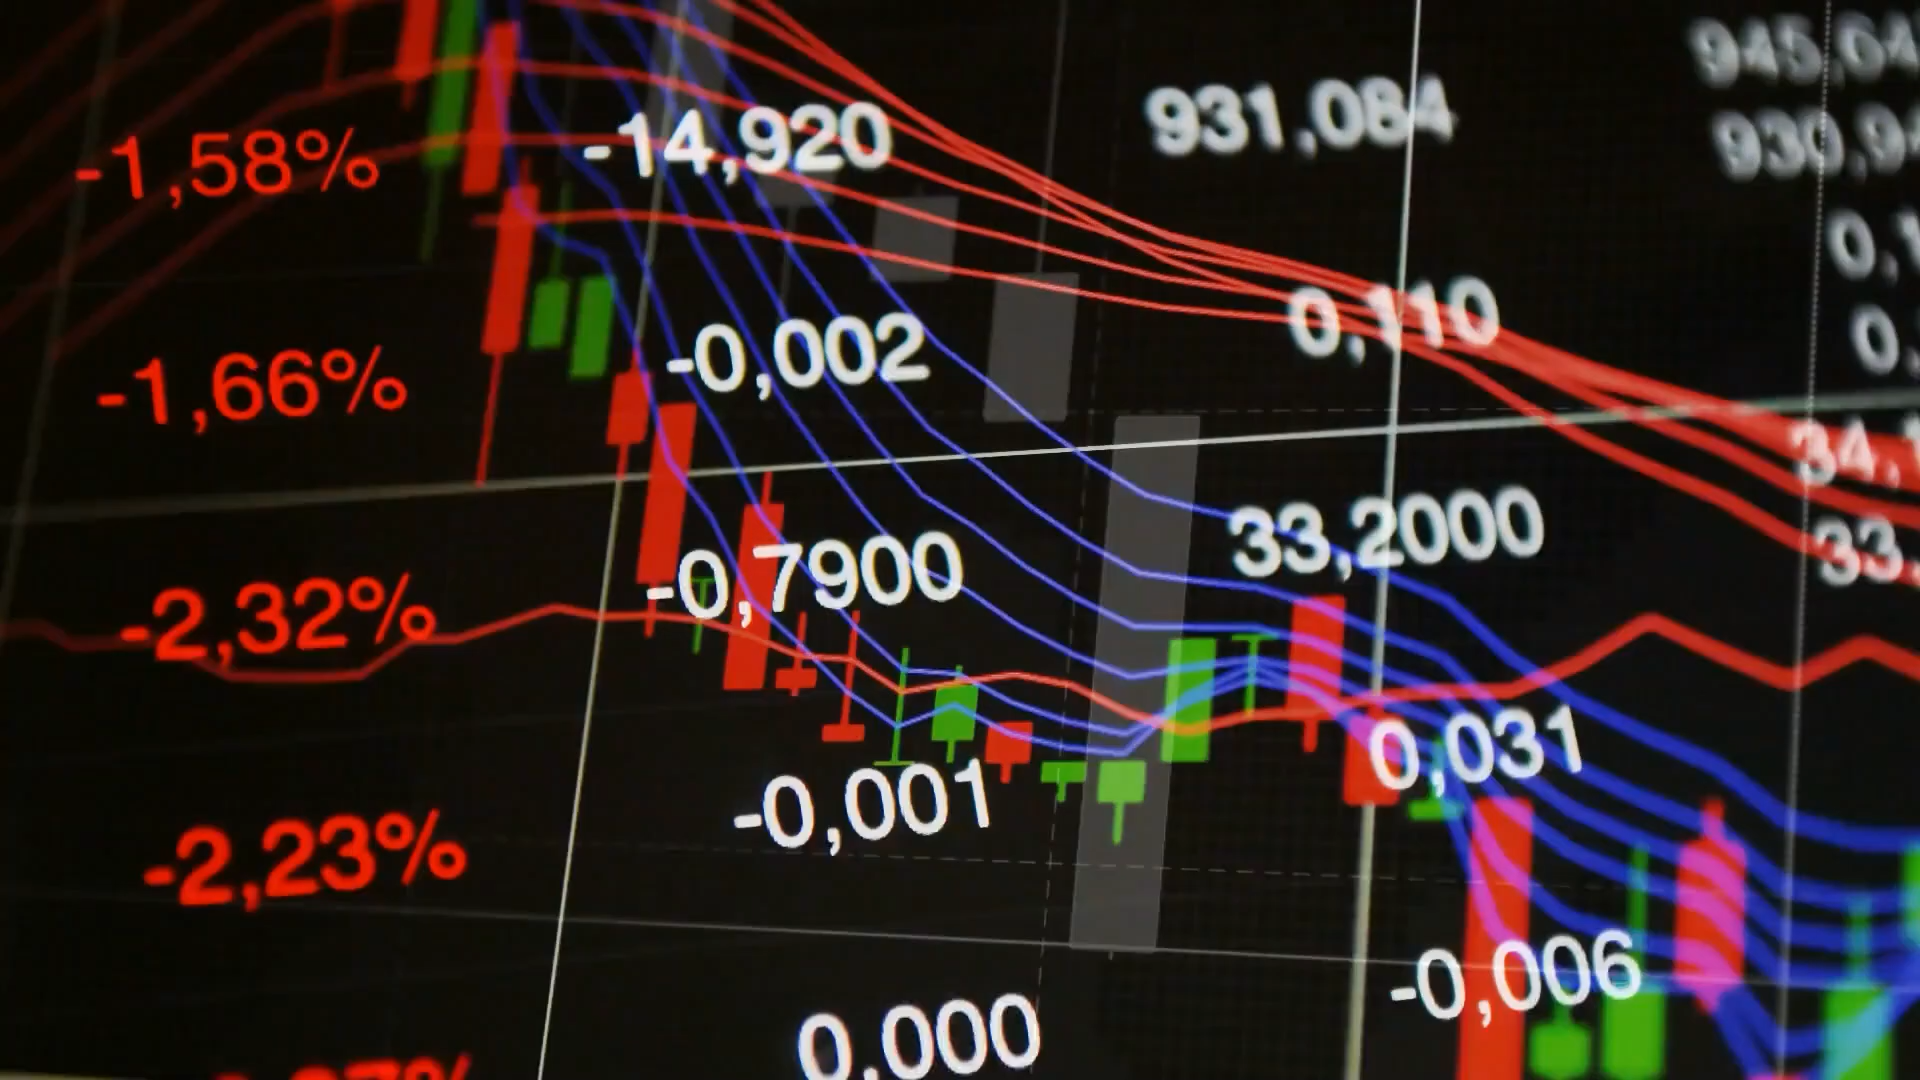 -1,58% -14,920 931,084
-1,66% -0,002 0,110
-2,32% -0,7900 33,2000
-2,23% -0,001 0,031
0,000 -0,006